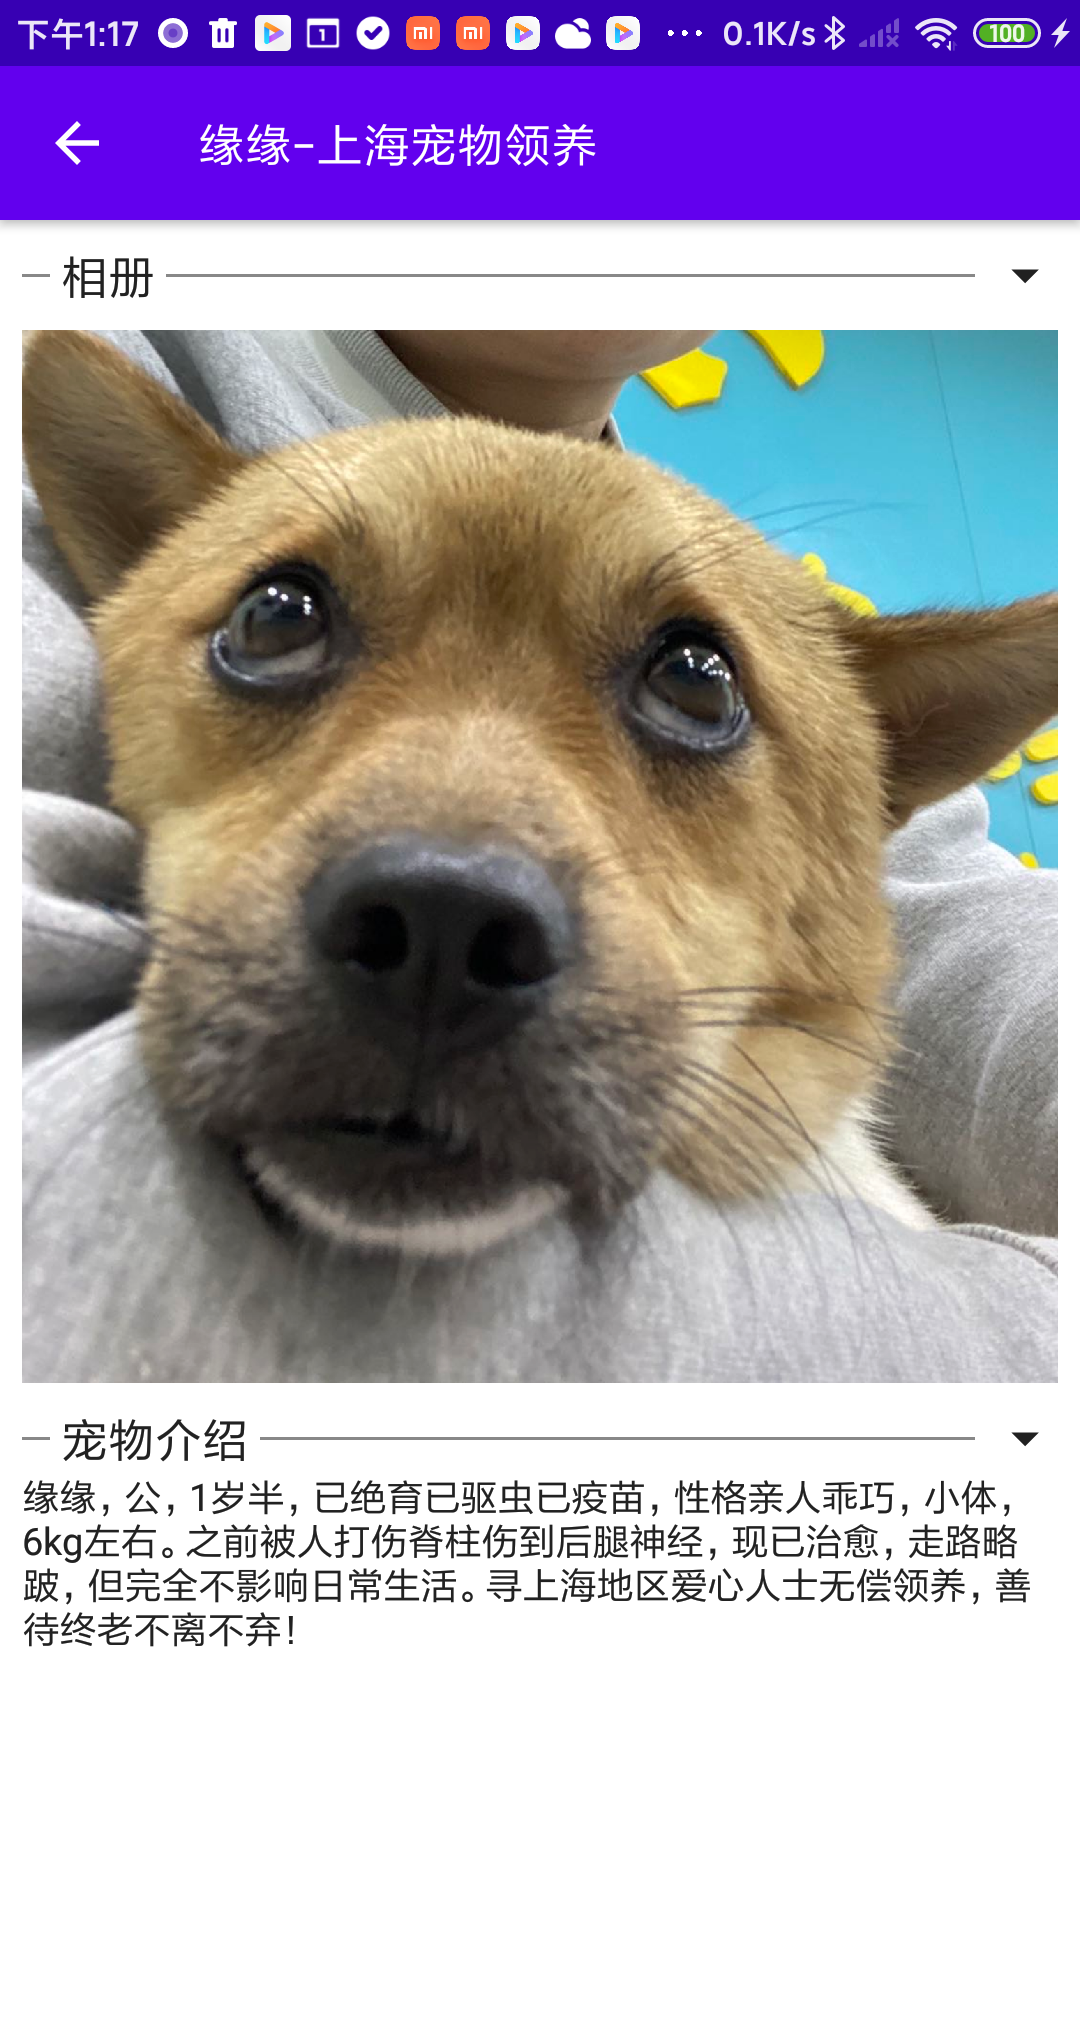 下午1:17
1
0.1K/s
100
缘缘-上海宠物领养
相册
宠物介绍
缘缘，公，1岁半，已绝育已驱虫已疫苗，性格亲人乖巧，小体，
6kg左右。之前被人打伤脊柱伤到后腿神经，现已治愈，走路略
跛，但完全不影响日常生活。寻上海地区爱心人士无偿领养，善
待终老不离不弃！